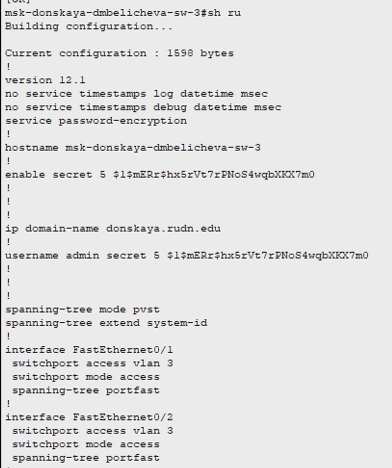 [OK]
msk-donskaya-dmbelicheva-sw-3#sh ru
Building configuration...
Current configuration : 1598 bytes
!
version 12.1
no service timestamps log datetime msec
no service timestamps debug datetime msec
service password-encryption
!
hostname msk-donskaya-dmbelicheva-sw-3
!
enable secret 5 $1$mERr$hx5rVt7rPNoS4wqbXKX7m0
!
!
!
ip domain-name donskaya.rudn.edu
!
username admin secret 5 $1$mERr$hx5rVt7rPNoS4wqbXKX7m0
!
!
!
spanning-tree mode pvst
spanning-tree extend system-id
!
interface FastEthernet0/1
 switchport access vlan 3
 switchport mode access
 spanning-tree portfast
!
interface FastEthernet0/2
 switchport access vlan 3
 switchport mode access
 spanning-tree portfast